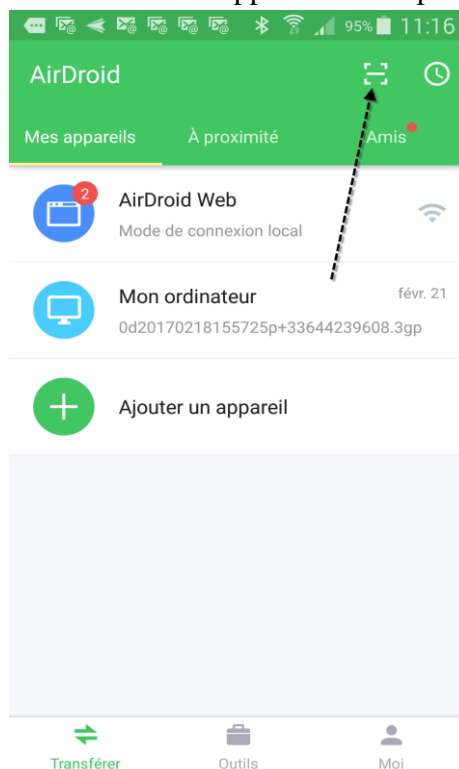 95% 11:16
AirDroid
Mes appareils À proximité Amis
2
AirDroid Web
Mode de connexion local
Mon ordinateur févr. 21
0d20170218155725p+33644239608.3gp
Ajouter un appareil
Transférer Outils Moi